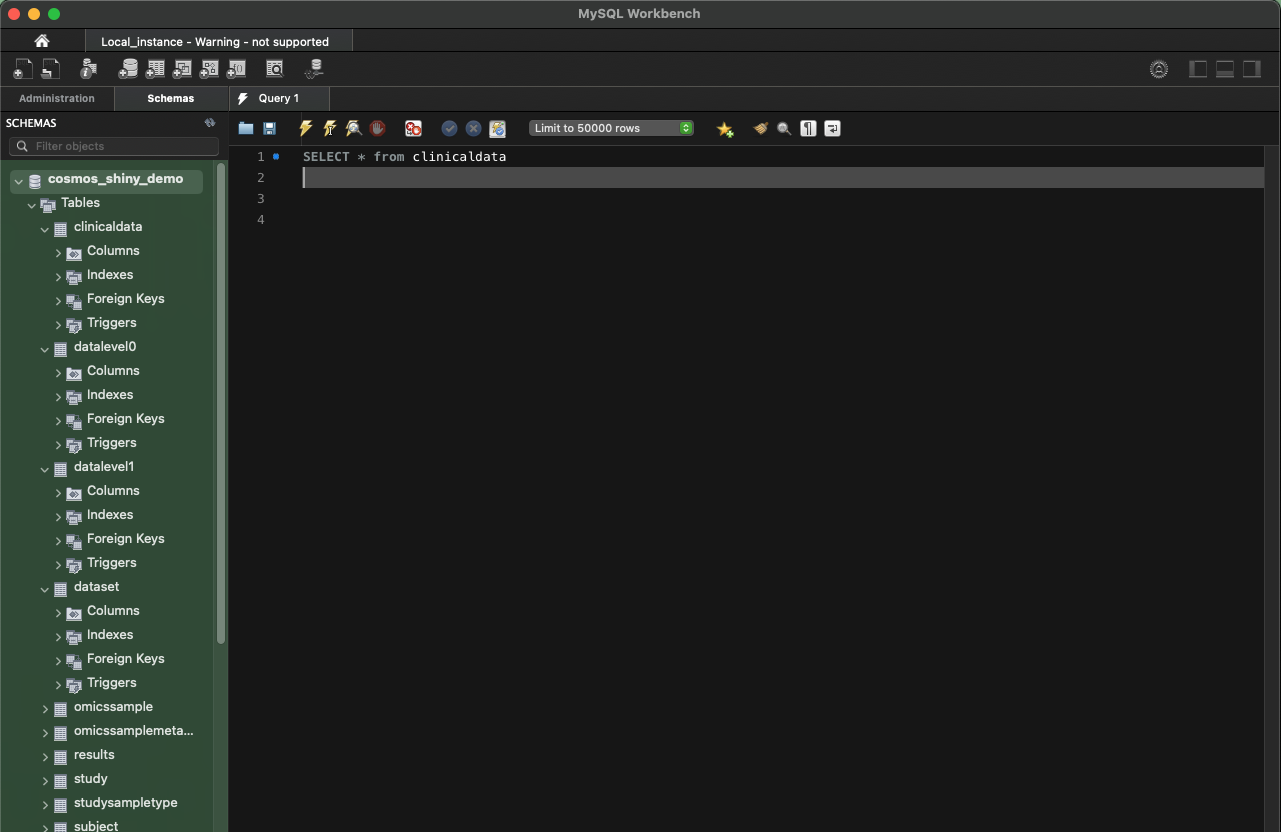 MySQL Workbench
Local_instance - Warning - not supported
Administration
Schemas
Query 1
SCHEMAS
Filter objects
Limit to 50000 rows
1 SELECT * from clinicaldata
2
3
4
cosmos_shiny_demo
Tables
clinicaldata
Columns
Indexes
Foreign Keys
Triggers
datalevel0
Columns
Indexes
Foreign Keys
Triggers
datalevel1
Columns
Indexes
Foreign Keys
Triggers
dataset
Columns
Indexes
Foreign Keys
Triggers
omicssample
omicssamplemeta...
results
study
studysampletype
subject